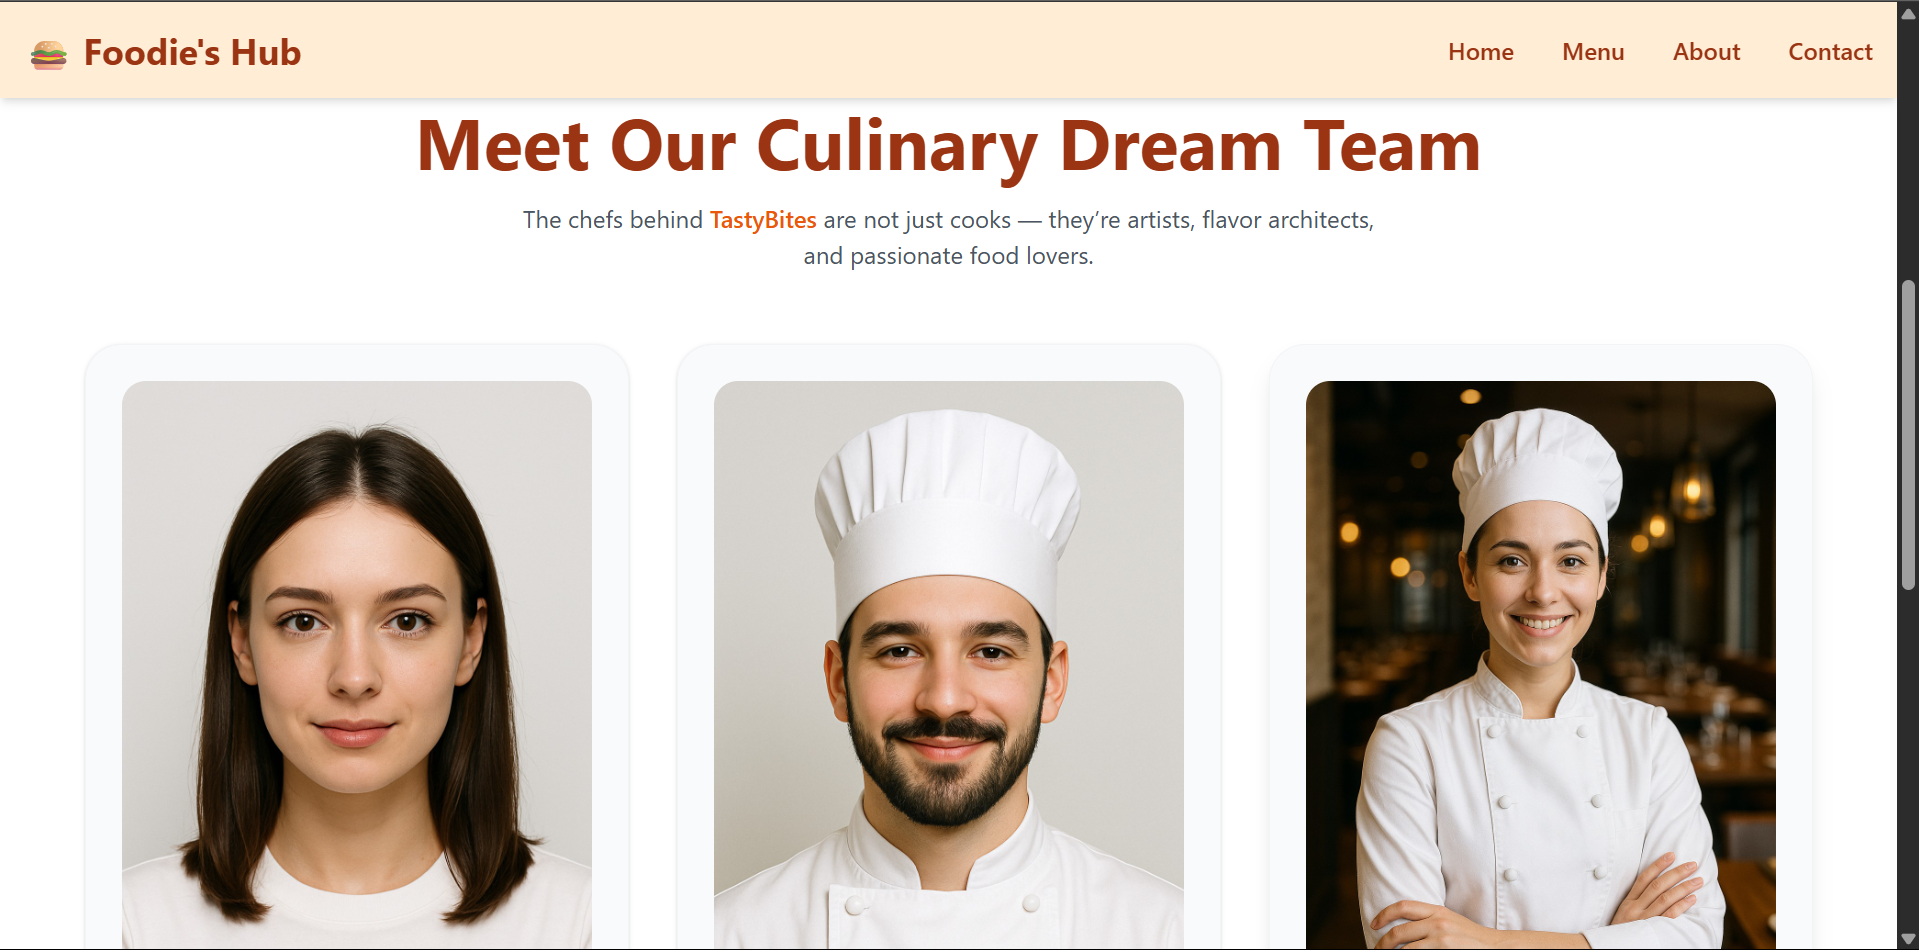 Foodie's Hub
Home Menu About Contact
Meet Our Culinary Dream Team
The chefs behind TastyBites are not just cooks — they’re artists, flavor architects,
and passionate food lovers.